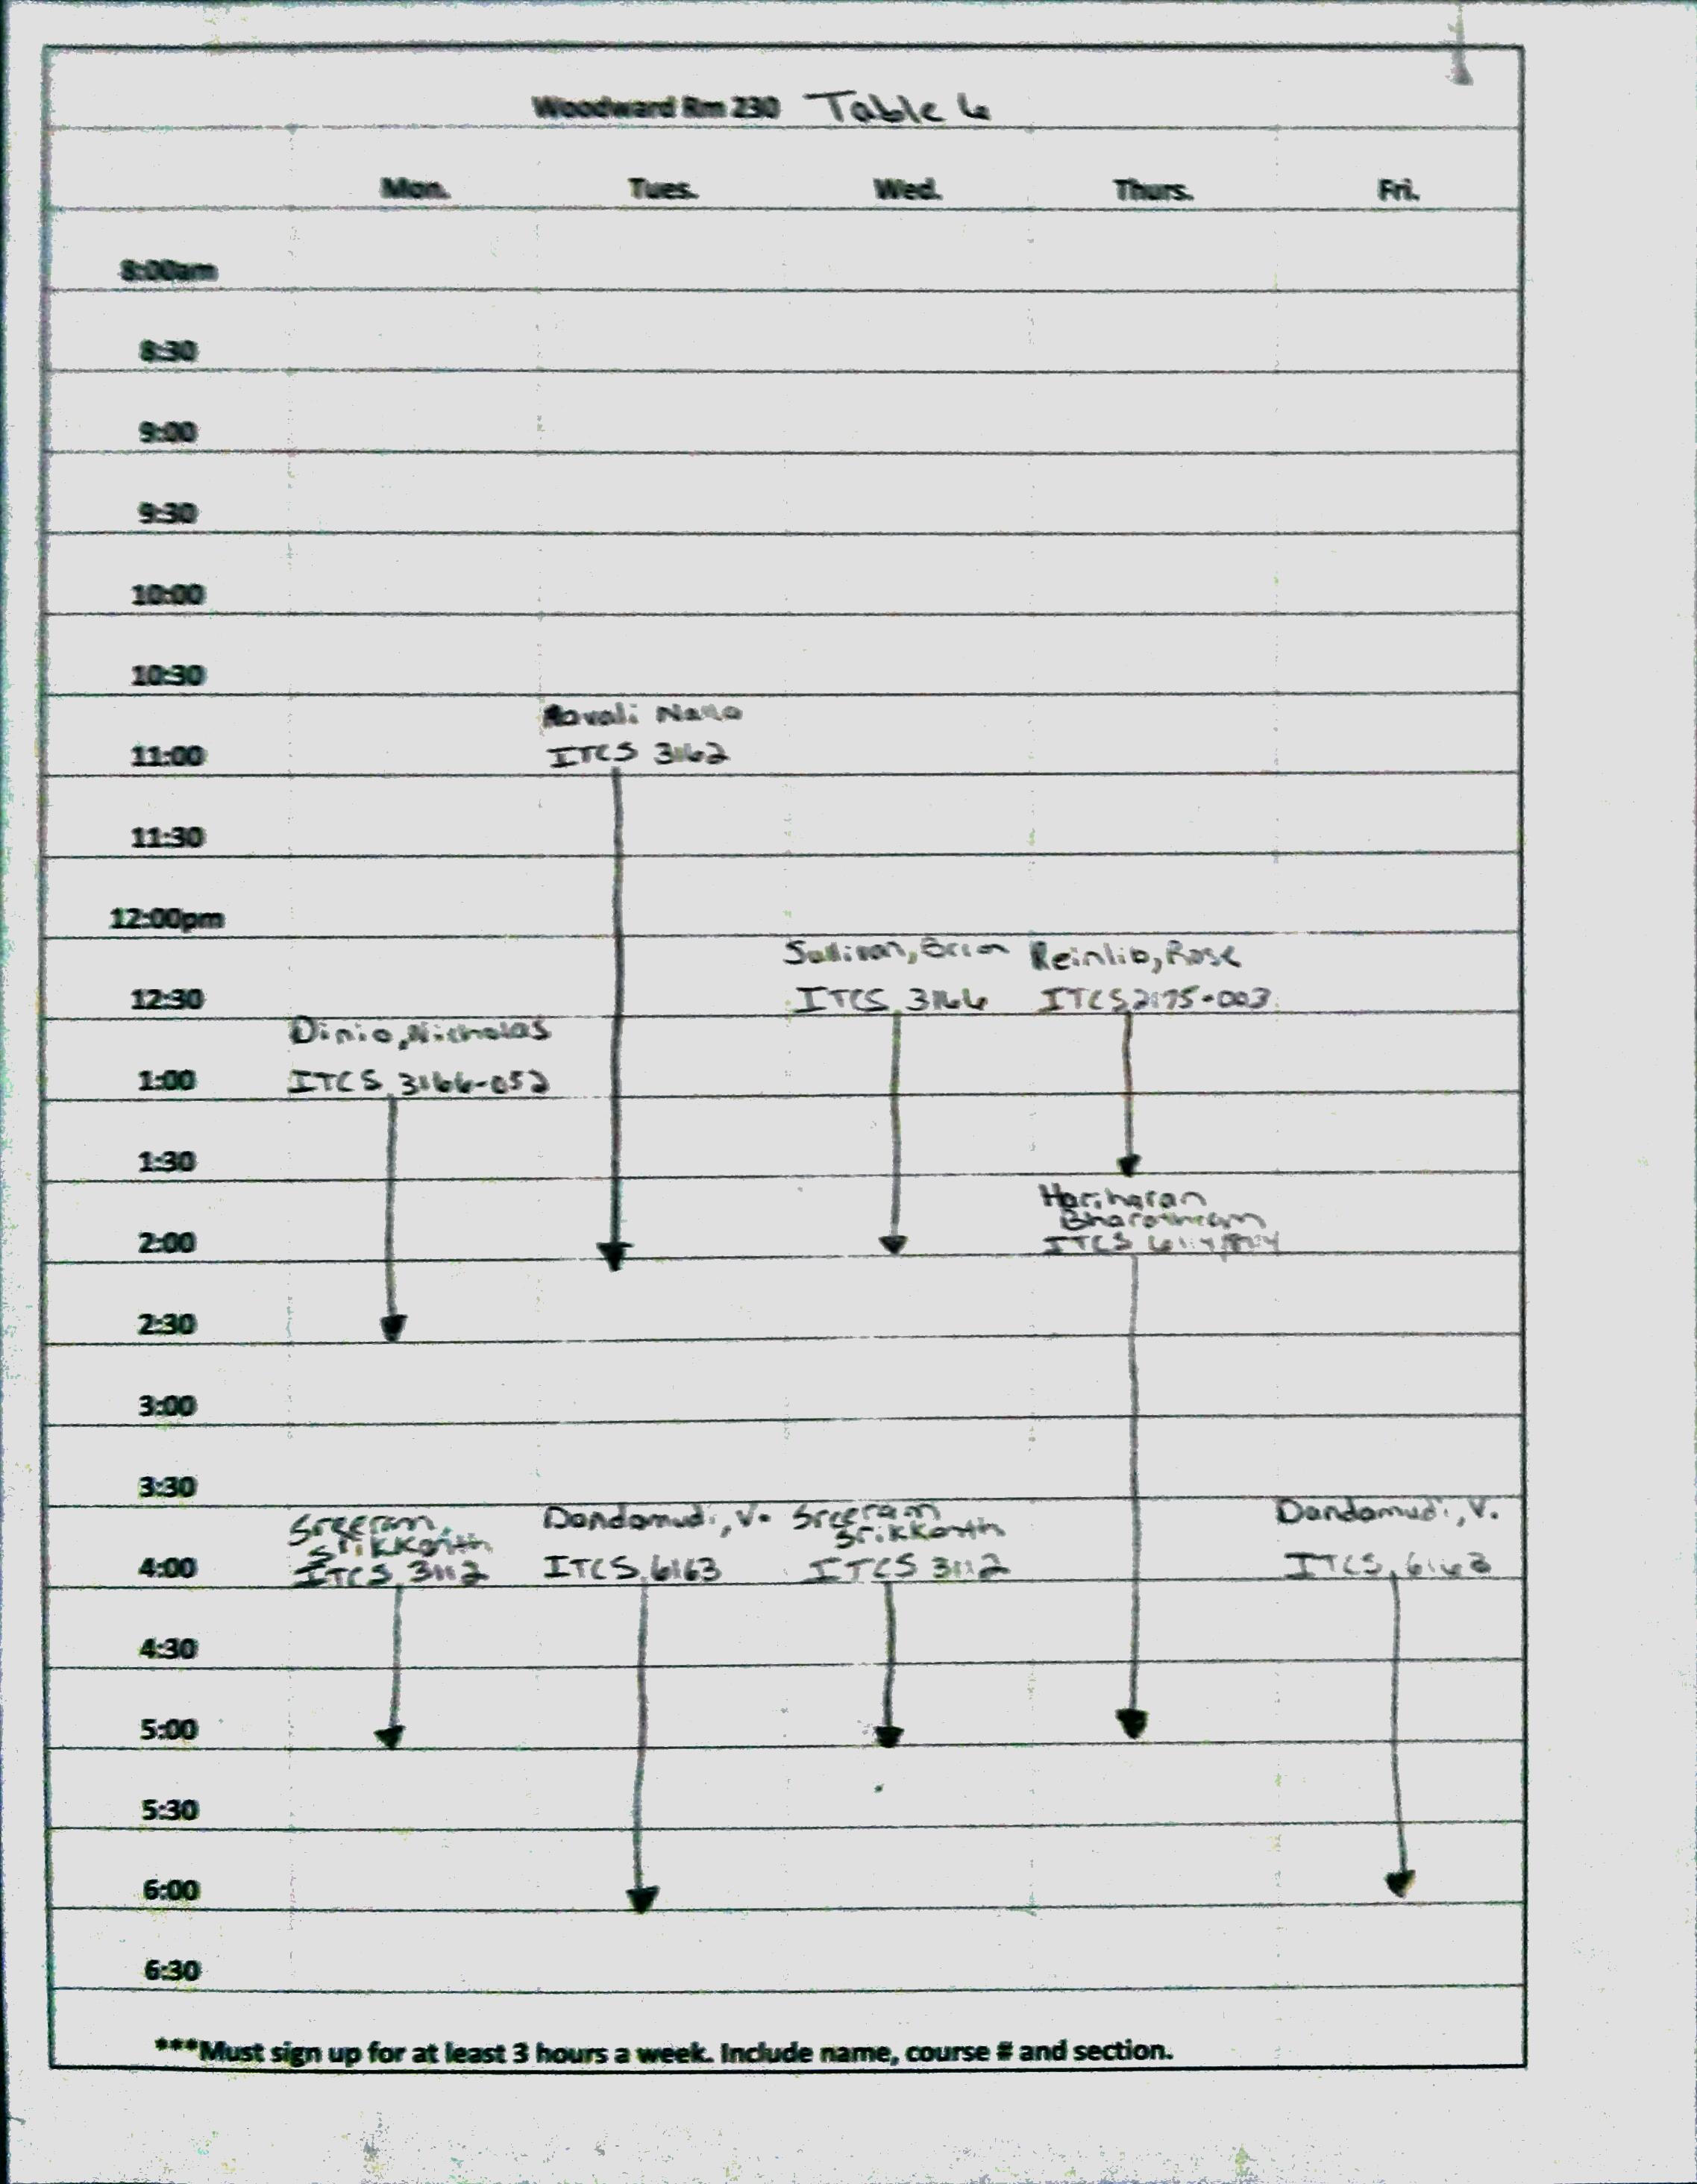 Woodward Rm 230 Table 6
Mon. Tues. Wed. Thurs. Fri.
8:00am
8:30
9:00
9:30
10:00
10:30
Ravali
11:00 ITCS 3162
11:30
12:00pm
Sullivan, Brian Reinlib, Rose
12:30 ITCS 3166 ITCS 2175-003
Dinio, Nicholas
1:00 ITCS 3166-052
1:30
Hariharan
Bharathram
2:00 ITCS
2:30
3:00
3:30
Sreeram Dandamudi, V. Sreeram Dandamudi, V.
Srikkanth Srikkanth
4:00 ITCS 3112 ITCS 6163 ITCS 3112 ITCS 6163
4:30
5:00
5:30
6:00
6:30
***Must sign up for at least 3 hours a week. Include name, course # and section.